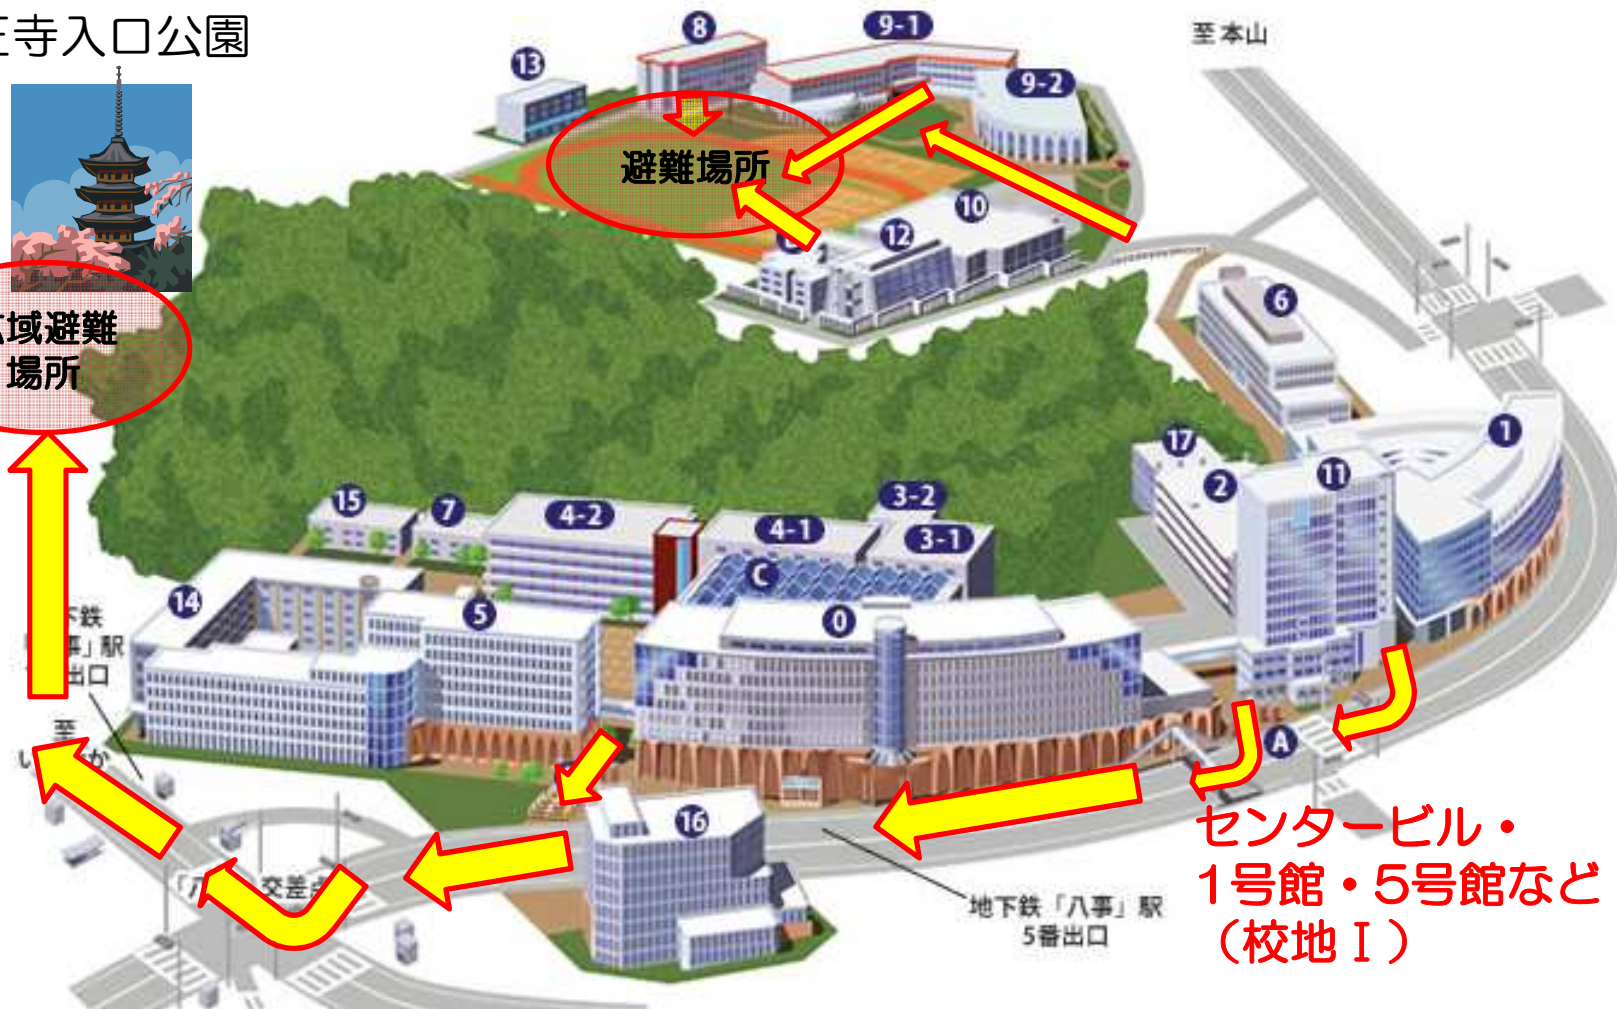 王寺入口公園
至 本山
8
9-1
13
9-2
避難場所
10
12
6
域避難
場所
1
17
11
2
15
7
4-2
4-1
3-2
3-1
C
14
5
0
下鉄
事」駅
出口
至
A
16
交差点
地下鉄「八事」駅
5番出口
センタービル・
1号館・5号館など
（校地Ⅰ）